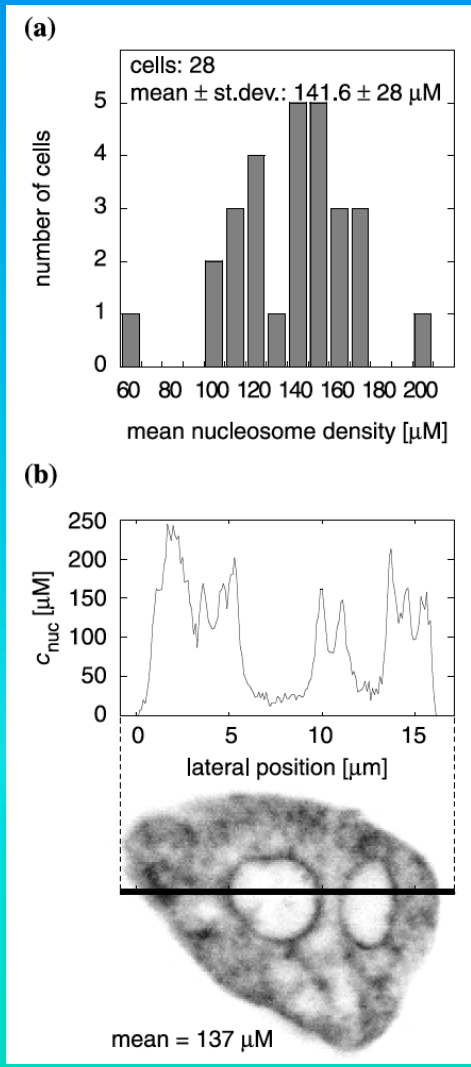 (a)
cells: 28
mean ± st.dev.: 141.6 ± 28 μM
number of cells
5
4
3
2
1
0
60 80 100 120 140 160 180 200
mean nucleosome density [μM]
(b)
c_nuc [μM]
250
200
150
100
50
0
0 5 10 15
lateral position [μm]
mean = 137 μM